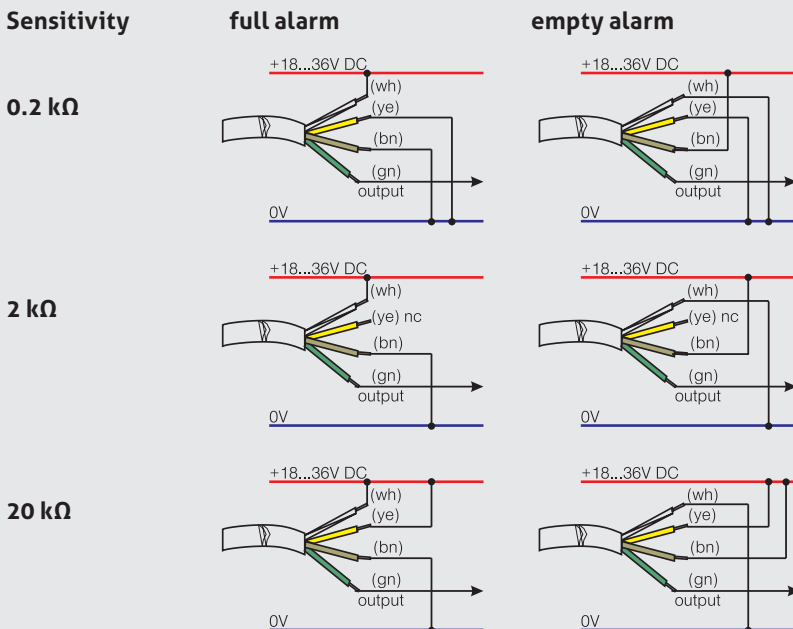 Sensitivity full alarm empty alarm
0.2 kΩ
+18...36V DC
(wh)
(ye)
(bn)
(gn)
output
0V
+18...36V DC
(wh)
(ye)
(bn)
(gn)
output
0V
2 kΩ
+18...36V DC
(wh)
(ye) nc
(bn)
(gn)
output
0V
+18...36V DC
(wh)
(ye) nc
(bn)
(gn)
output
0V
20 kΩ
+18...36V DC
(wh)
(ye)
(bn)
(gn)
output
0V
+18...36V DC
(wh)
(ye)
(bn)
(gn)
output
0V